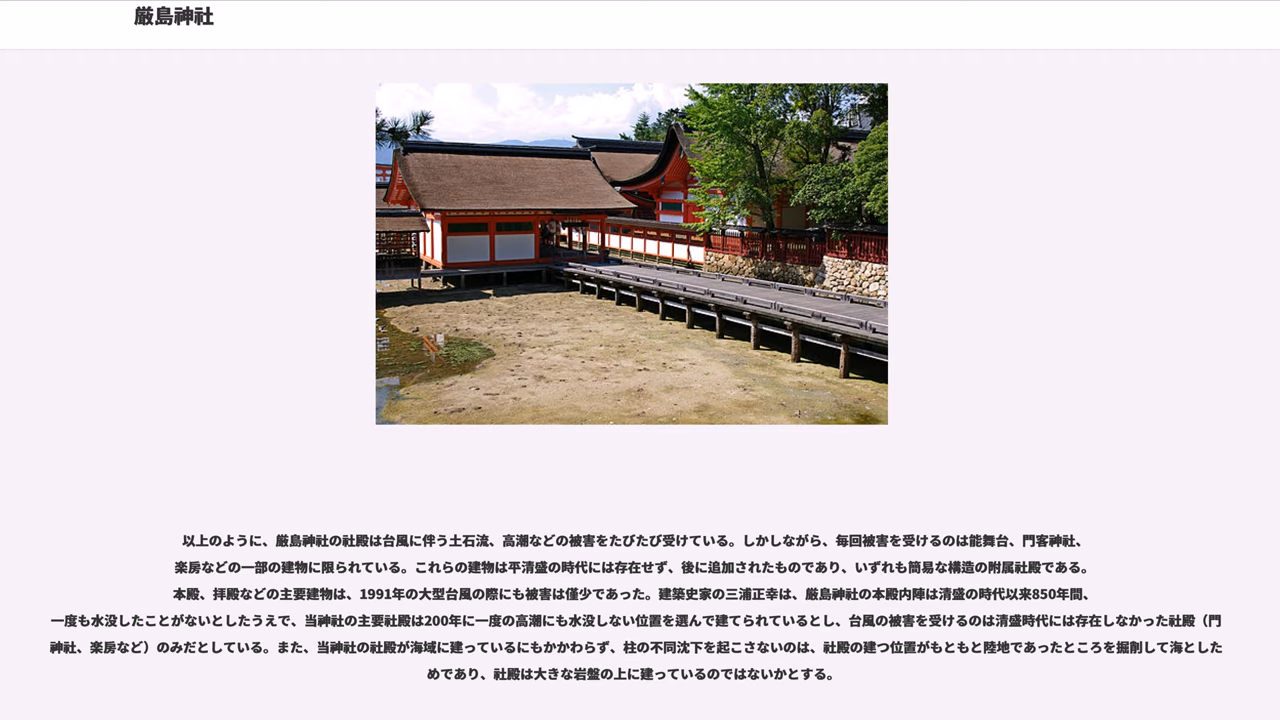 厳島神社
以上のように、厳島神社の社殿は台風に伴う土石流、高潮などの被害をたびたび受けている。しかしながら、毎回被害を受けるのは能舞台、門客神社、
楽房などの一部の建物に限られている。これらの建物は平清盛の時代には存在せず、後に追加されたものであり、いずれも簡易な構造の附属社殿である。
本殿、拝殿などの主要建物は、1991年の大型台風の際にも被害は僅少であった。建築史家の三浦正幸は、厳島神社の本殿内陣は清盛の時代以来850年間、
一度も水没したことがないとしたうえで、当神社の主要社殿は200年に一度の高潮にも水没しない位置を選んで建てられているとし、台風の被害を受けるのは清盛時代には存在しなかった社殿（門
神社、楽房など）のみだとしている。また、当神社の社殿が海域に建っているにもかかわらず、柱の不同沈下を起こさないのは、社殿の建つ位置がもともと陸地であったところを掘削して海とした
めであり、社殿は大きな岩盤の上に建っているのではないかとする。